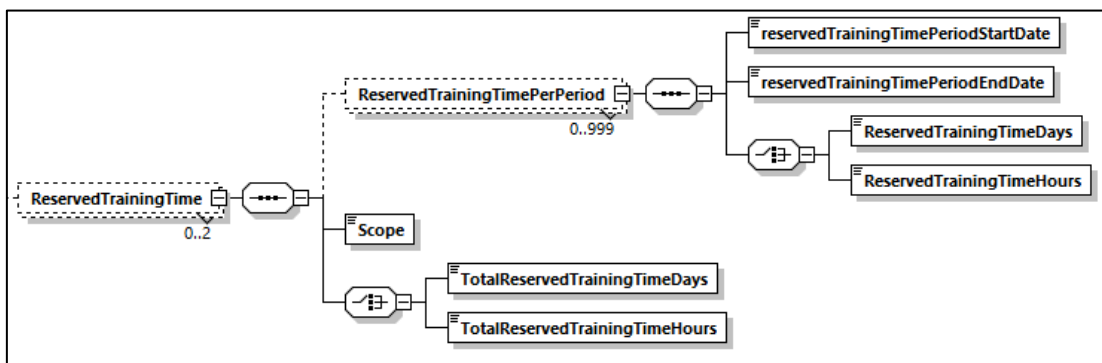 reservedTrainingTimePeriodStartDate
reservedTrainingTimePeriodEndDate
ReservedTrainingTimePerPeriod
0..999
ReservedTrainingTimeDays
ReservedTrainingTimeHours
ReservedTrainingTime
0..2
Scope
TotalReservedTrainingTimeDays
TotalReservedTrainingTimeHours